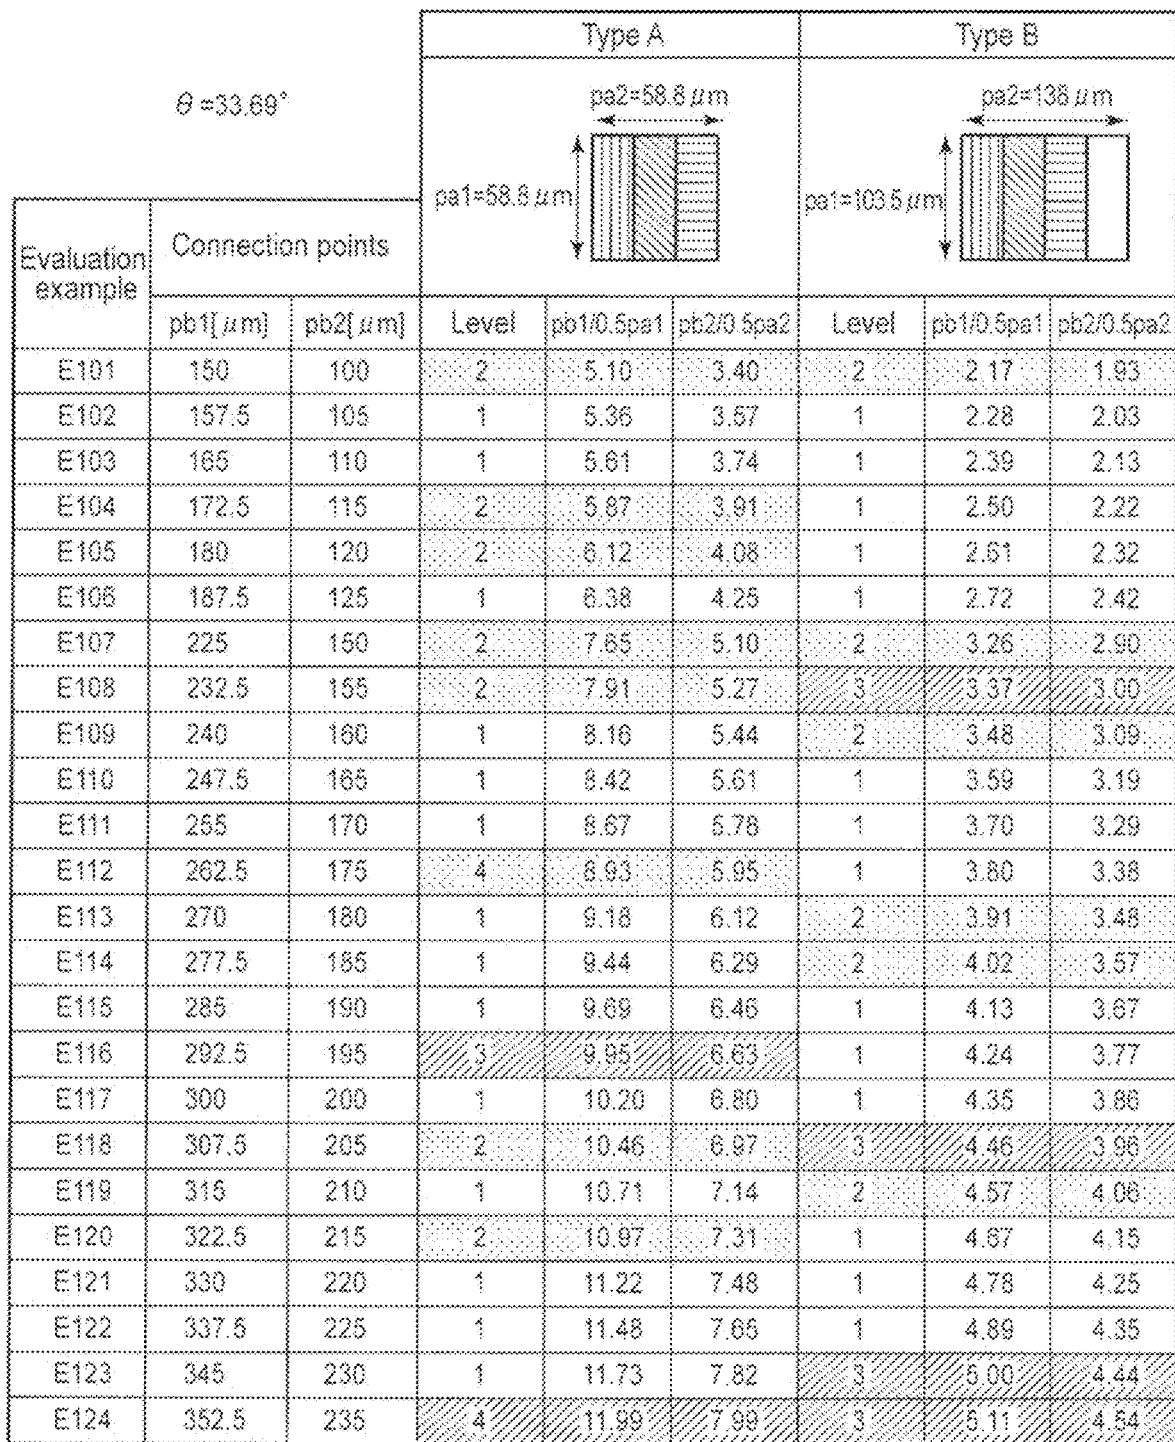 Type A Type B
θ=33.69°
pa2=58.8 μm pa2=138 μm
pa1=58.8 μm pa1=103.5 μm
Evaluation example Connection points
pb1[μm] pb2[μm] Level pb1/0.5pa1 pb2/0.5pa2 Level pb1/0.5pa1 pb2/0.5pa2
E101 150 100 2 5.10 3.40 2 2.17 1.93
E102 157.5 105 1 5.36 3.57 1 2.28 2.03
E103 165 110 1 5.61 3.74 1 2.39 2.13
E104 172.5 115 2 5.87 3.91 1 2.50 2.22
E105 180 120 2 6.12 4.08 1 2.61 2.32
E106 187.5 125 1 6.38 4.25 1 2.72 2.42
E107 225 150 2 7.65 5.10 2 3.26 2.90
E108 232.5 155 2 7.91 5.27 3 3.37 3.00
E109 240 160 1 8.16 5.44 2 3.48 3.09
E110 247.5 165 1 8.42 5.61 1 3.59 3.19
E111 255 170 1 8.67 5.78 1 3.70 3.29
E112 262.5 175 4 8.93 5.95 1 3.80 3.38
E113 270 180 1 9.18 6.12 2 3.91 3.48
E114 277.5 185 1 9.44 6.29 2 4.02 3.57
E115 285 190 1 9.69 6.46 1 4.13 3.67
E116 292.5 195 3 9.95 6.63 1 4.24 3.77
E117 300 200 1 10.20 6.80 1 4.35 3.86
E118 307.5 205 2 10.46 6.97 3 4.46 3.96
E119 315 210 1 10.71 7.14 2 4.57 4.06
E120 322.5 215 2 10.97 7.31 1 4.67 4.15
E121 330 220 1 11.22 7.48 1 4.78 4.25
E122 337.5 225 1 11.48 7.65 1 4.89 4.35
E123 345 230 1 11.73 7.82 3 5.00 4.44
E124 352.5 235 4 11.99 7.99 3 5.11 4.54